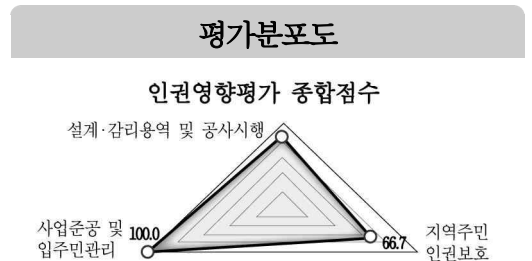 평가분포도
인권영향평가 종합점수
설계·감리용역 및 공사시행
사업준공 및
입주민관리
100.0
66.7
지역주민
인권보호